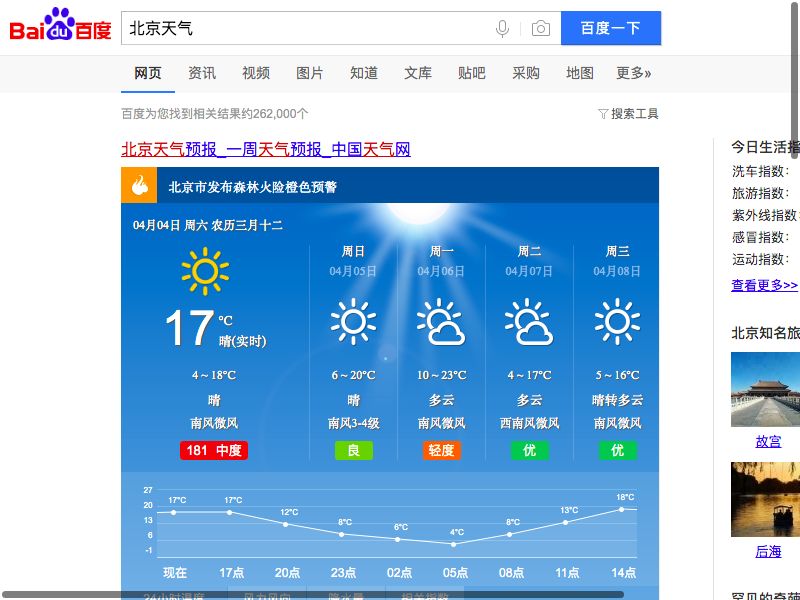 Bai du 百度
北京天气
百度一下
网页 资讯 视频 图片 知道 文库 贴吧 采购 地图 更多»
百度为您找到相关结果约262,000个
搜索工具
北京天气预报_一周天气预报_中国天气网
北京市发布森林火险橙色预警
04月04日 周六 农历三月十二
17 ℃
晴(实时)
4～18℃
晴
南风微风
181 中度
周日
04月05日
6～20℃
晴
南风3-4级
良
周一
04月06日
10～23℃
多云
南风微风
轻度
周二
04月07日
4～17℃
多云
西南风微风
优
周三
04月08日
5～16℃
晴转多云
南风微风
优
27
20
13
6
-1
17℃ 17℃ 12℃ 8℃ 6℃ 4℃ 8℃ 13℃ 18℃
现在 17点 20点 23点 02点 05点 08点 11点 14点
24小时温度 风力风向 降水量 相关指数
今日生活指
洗车指数：
旅游指数：
紫外线指数：
感冒指数：
运动指数：
查看更多>>
北京知名旅
故宫
后海
罕见的奇葩